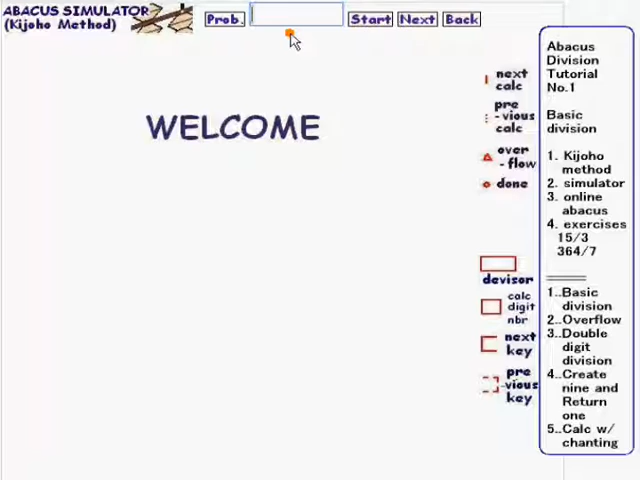 ABACUS SIMULATOR
(Kijoho Method)
Prob.
Start
Next
Back
WELCOME
next
calc
pre
-vious
calc
over
-flow
done
devisor
calc
digit
nbr
next
key
pre
-vious
key
Abacus
Division
Tutorial
No.1
Basic
division
1. Kijoho
method
2. simulator
3. online
abacus
4. exercises
15/3
364/7
1..Basic
division
2..Overflow
3..Double
digit
division
4..Create
nine and
Return
one
5..Calc w/
chanting